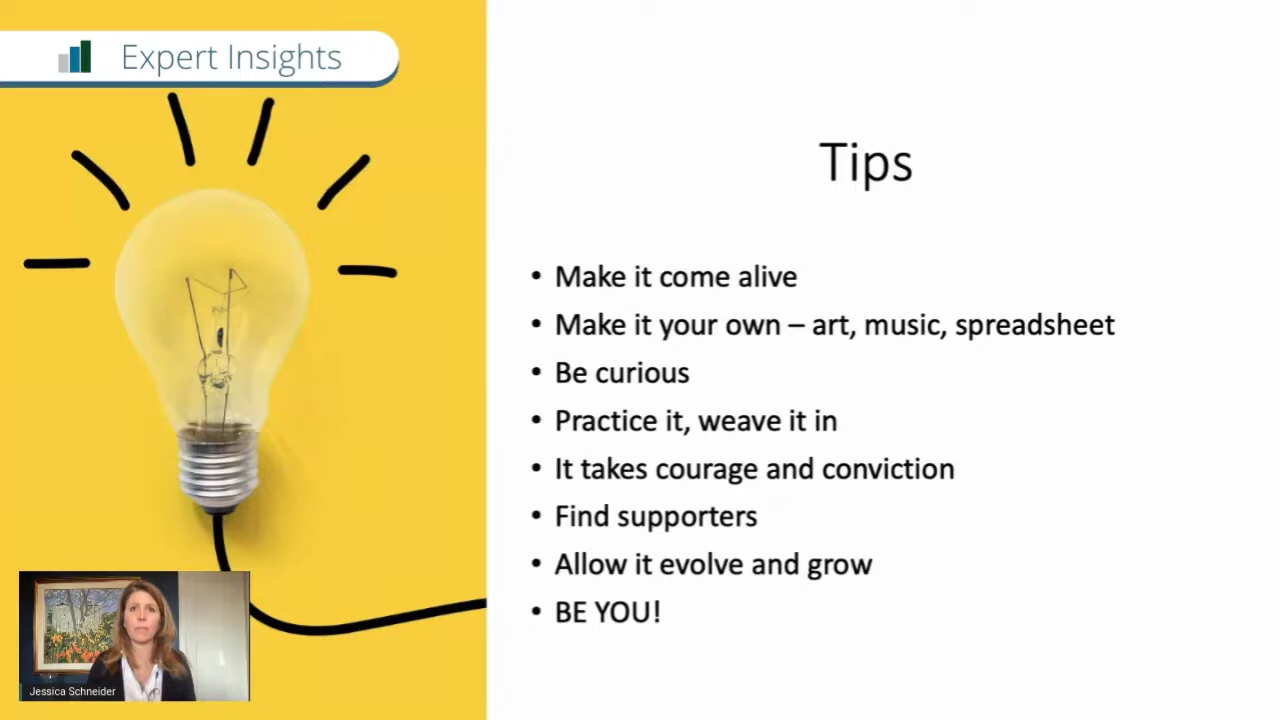 Expert Insights
Tips
• Make it come alive
• Make it your own – art, music, spreadsheet
• Be curious
• Practice it, weave it in
• It takes courage and conviction
• Find supporters
• Allow it evolve and grow
• BE YOU!
Jessica Schneider